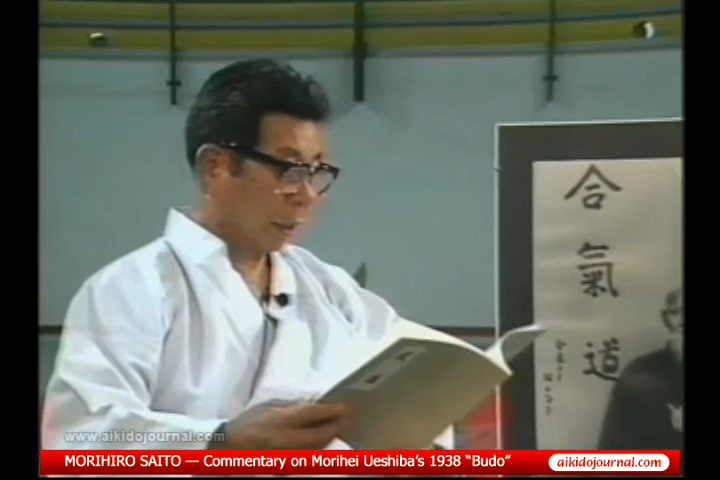 合
氣
道
www.aikidojournal.com
MORIHIRO SAITO — Commentary on Morihei Ueshiba's 1938 “Budo”
aikidojournal.com